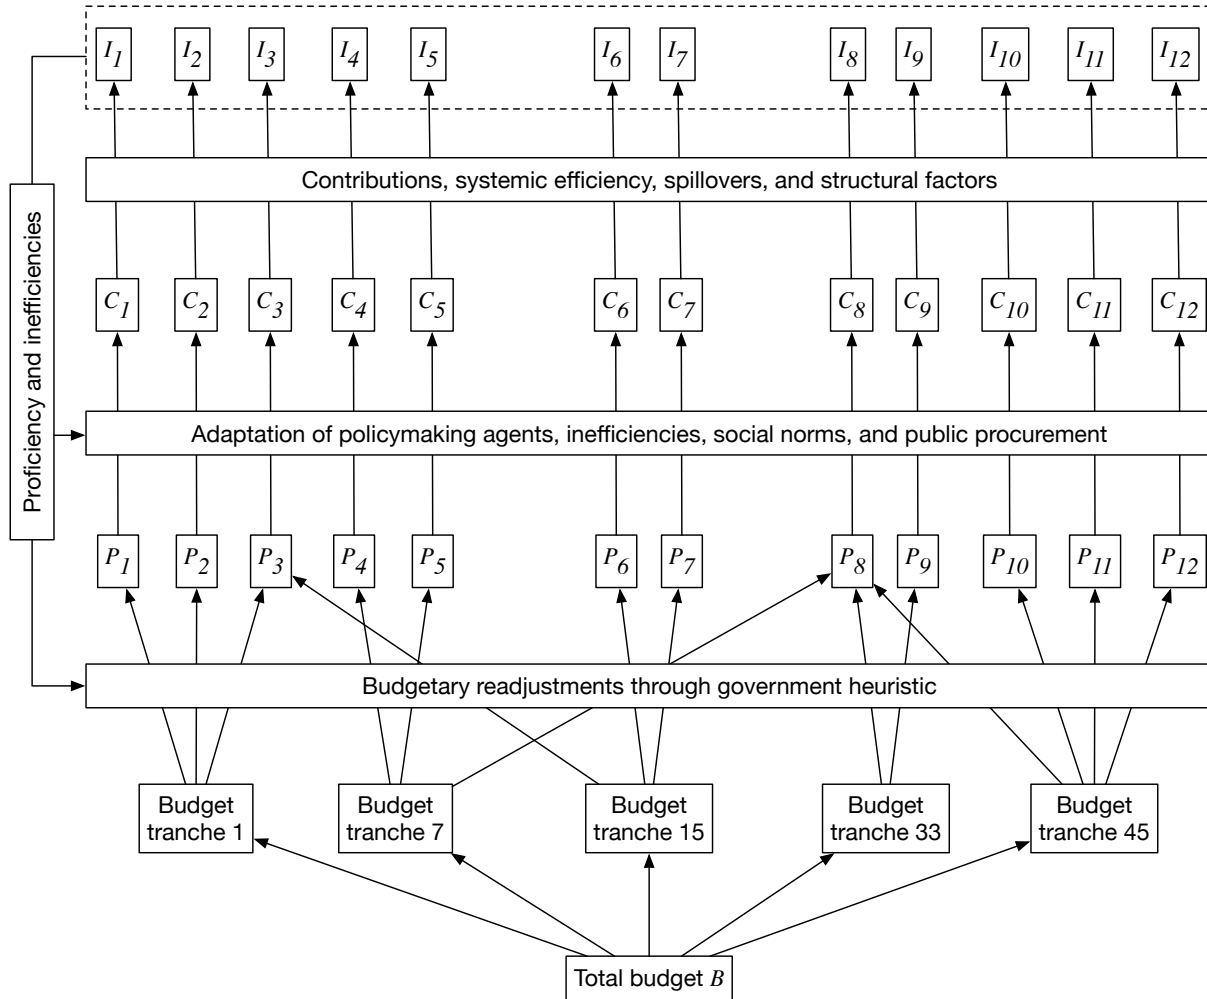 I1 I2 I3 I4 I5 I6 I7 I8 I9 I10 I11 I12
Contributions, systemic efficiency, spillovers, and structural factors
Proficiency and inefficiencies
C1 C2 C3 C4 C5 C6 C7 C8 C9 C10 C11 C12
Adaptation of policymaking agents, inefficiencies, social norms, and public procurement
P1 P2 P3 P4 P5 P6 P7 P8 P9 P10 P11 P12
Budgetary readjustments through government heuristic
Budget
tranche 1
Budget
tranche 7
Budget
tranche 15
Budget
tranche 33
Budget
tranche 45
Total budget B